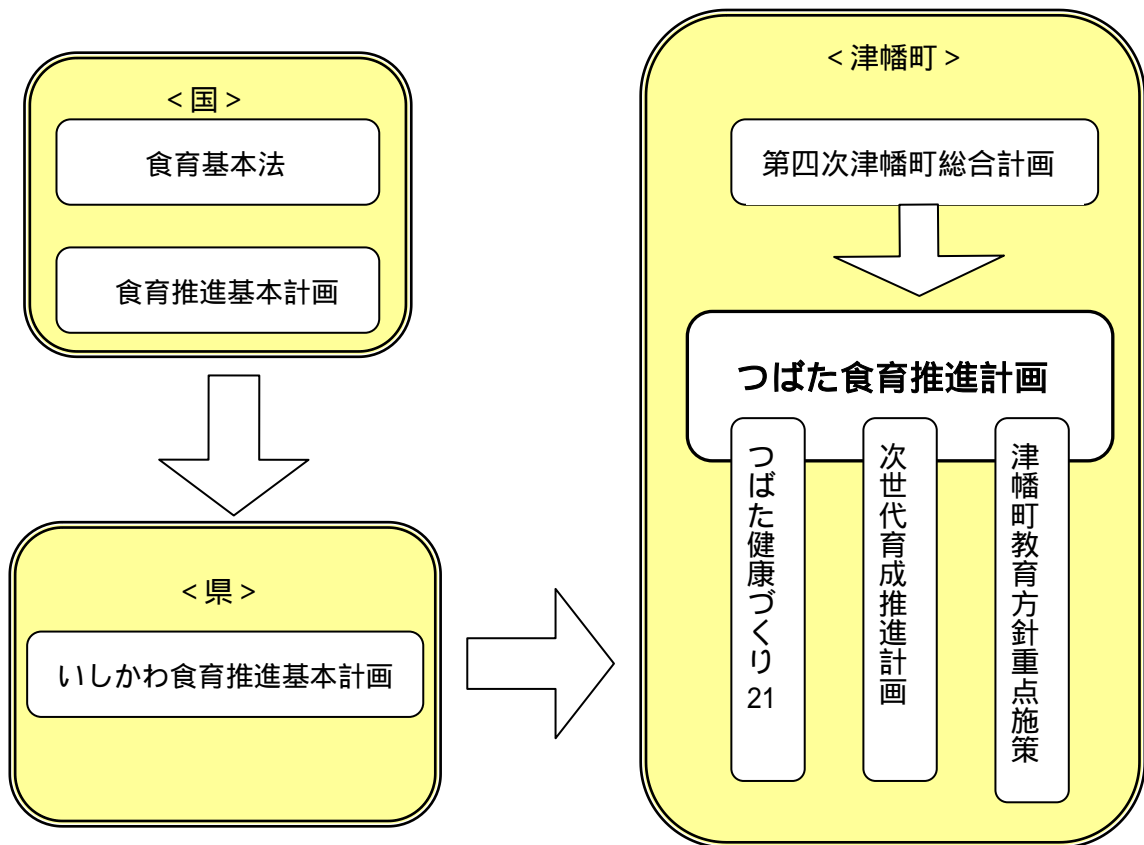 <国>
食育基本法
食育推進基本計画
<県>
いしかわ食育推進基本計画
<津幡町>
第四次津幡町総合計画
つばた食育推進計画
つばた健康づくり21
次世代育成推進計画
津幡町教育方針重点施策